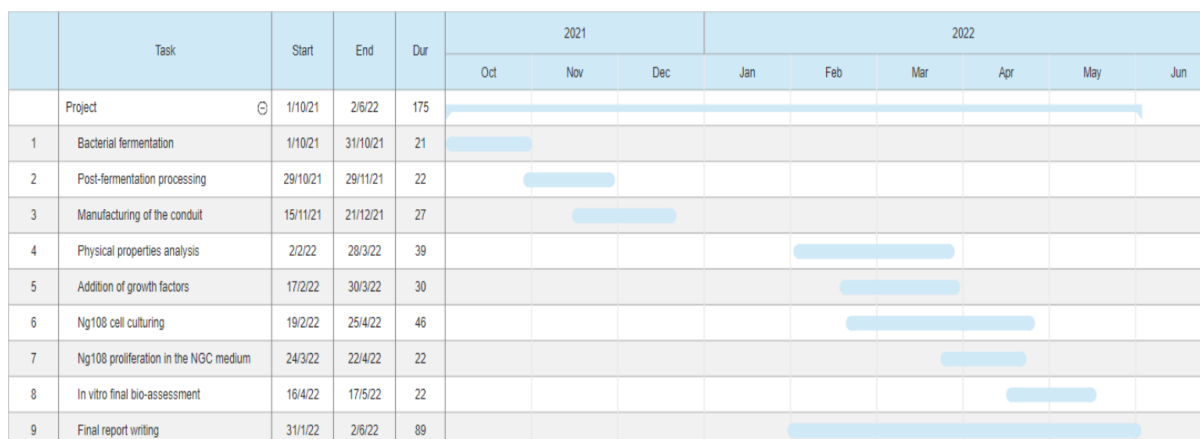 Task Start End Dur 2021 2022
Oct Nov Dec Jan Feb Mar Apr May Jun
Project 1/10/21 2/6/22 175
1 Bacterial fermentation 1/10/21 31/10/21 21
2 Post-fermentation processing 29/10/21 29/11/21 22
3 Manufacturing of the conduit 15/11/21 21/12/21 27
4 Physical properties analysis 2/2/22 28/3/22 39
5 Addition of growth factors 17/2/22 30/3/22 30
6 Ng108 cell culturing 19/2/22 25/4/22 46
7 Ng108 proliferation in the NGC medium 24/3/22 22/4/22 22
8 In vitro final bio-assessment 16/4/22 17/5/22 22
9 Final report writing 31/1/22 2/6/22 89